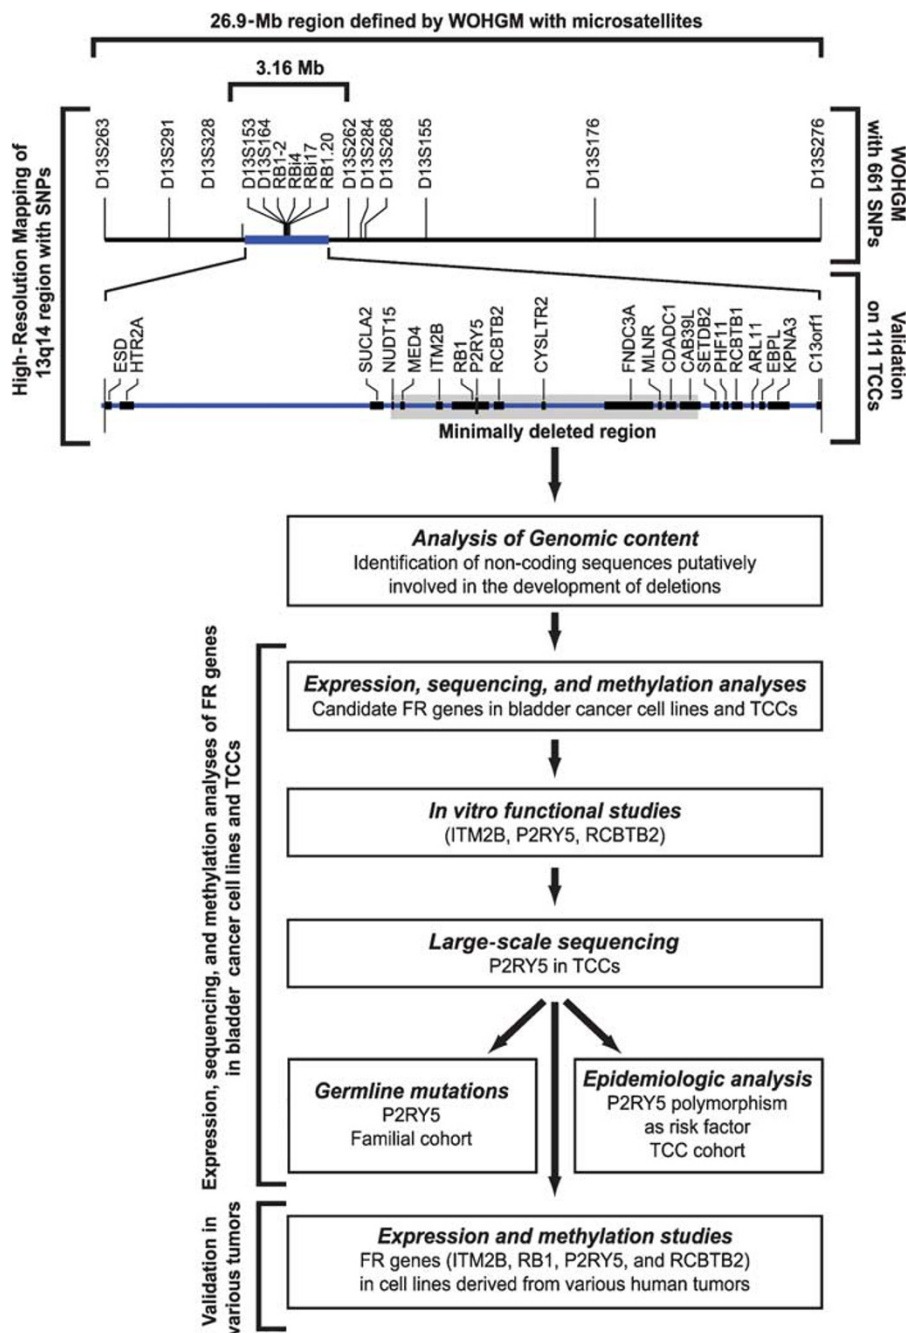 26.9-Mb region defined by WOHGM with microsatellites
3.16 Mb
High-Resolution Mapping of
13q14 region with SNPs
D13S263
D13S291
D13S328
D13S153
D13S164
RB1-2
RBi4
RBi17
RB1.20
D13S262
D13S284
D13S268
D13S155
D13S176
D13S276
WOHGM
with 661 SNPs
Validation
on 111 TCCs
ESD
HTR2A
SUCLA2
NUDT15
MED4
ITM2B
RB1
P2RY5
RCBTB2
CYSLTR2
FNDC3A
MLNR
CDADC1
CAB39L
SETDB2
PHF11
RCBTB1
ARL11
EBPL
KPNA3
C13orf1
Minimally deleted region
Analysis of Genomic content
Identification of non-coding sequences putatively
involved in the development of deletions
Expression, sequencing, and methylation analyses of FR genes
in bladder cancer cell lines and TCCs
Expression, sequencing, and methylation analyses
Candidate FR genes in bladder cancer cell lines and TCCs
In vitro functional studies
(ITM2B, P2RY5, RCBTB2)
Large-scale sequencing
P2RY5 in TCCs
Germline mutations
P2RY5
Familial cohort
Epidemiologic analysis
P2RY5 polymorphism
as risk factor
TCC cohort
Validation in
various tumors
Expression and methylation studies
FR genes (ITM2B, RB1, P2RY5, and RCBTB2)
in cell lines derived from various human tumors